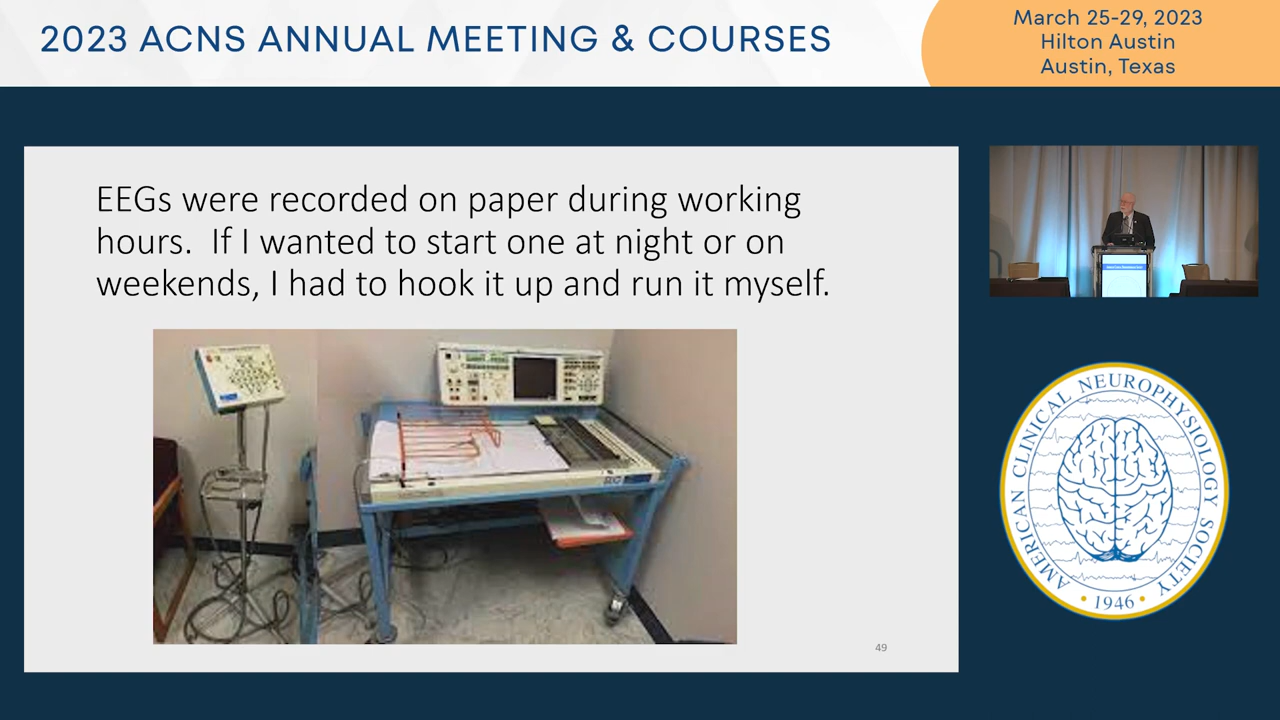 2023 ACNS ANNUAL MEETING & COURSES
March 25-29, 2023
Hilton Austin
Austin, Texas
EEGs were recorded on paper during working
hours.  If I wanted to start one at night or on
weekends, I had to hook it up and run it myself.
49
AMERICAN CLINICAL NEUROPHYSIOLOGY SOCIETY
• 1946 •